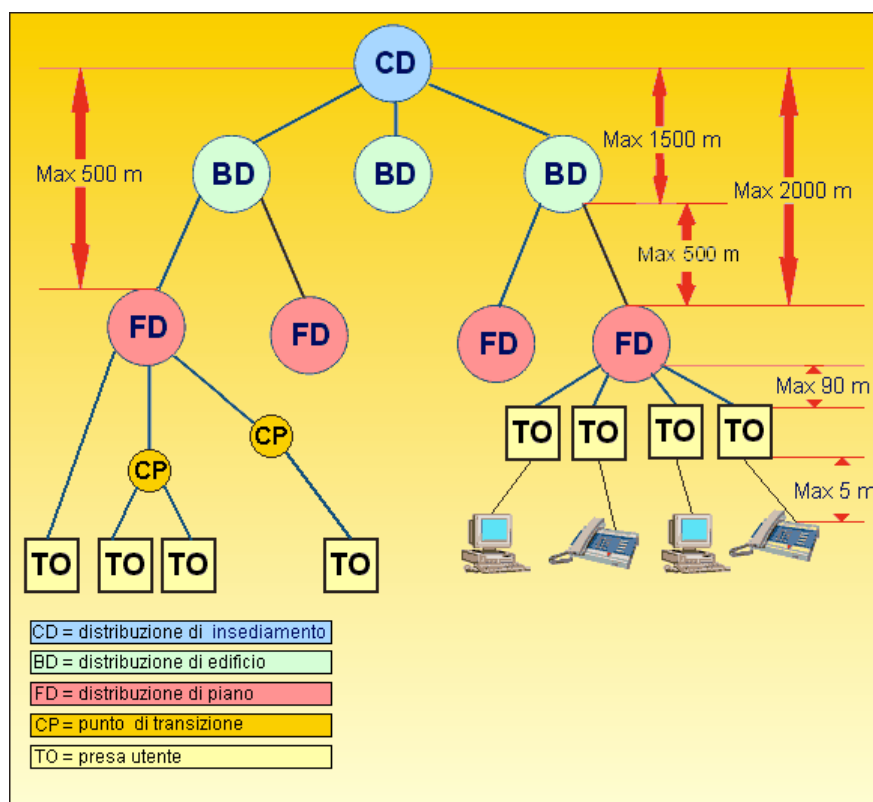 CD
Max 500 m
Max 1500 m
Max 2000 m
BD
BD
BD
Max 500 m
FD
FD
FD
FD
Max 90 m
TO
TO
TO
TO
CP
CP
Max 5 m
TO
TO
TO
TO
CD = distribuzione di insediamento
BD = distribuzione di edificio
FD = distribuzione di piano
CP = punto di transizione
TO = presa utente